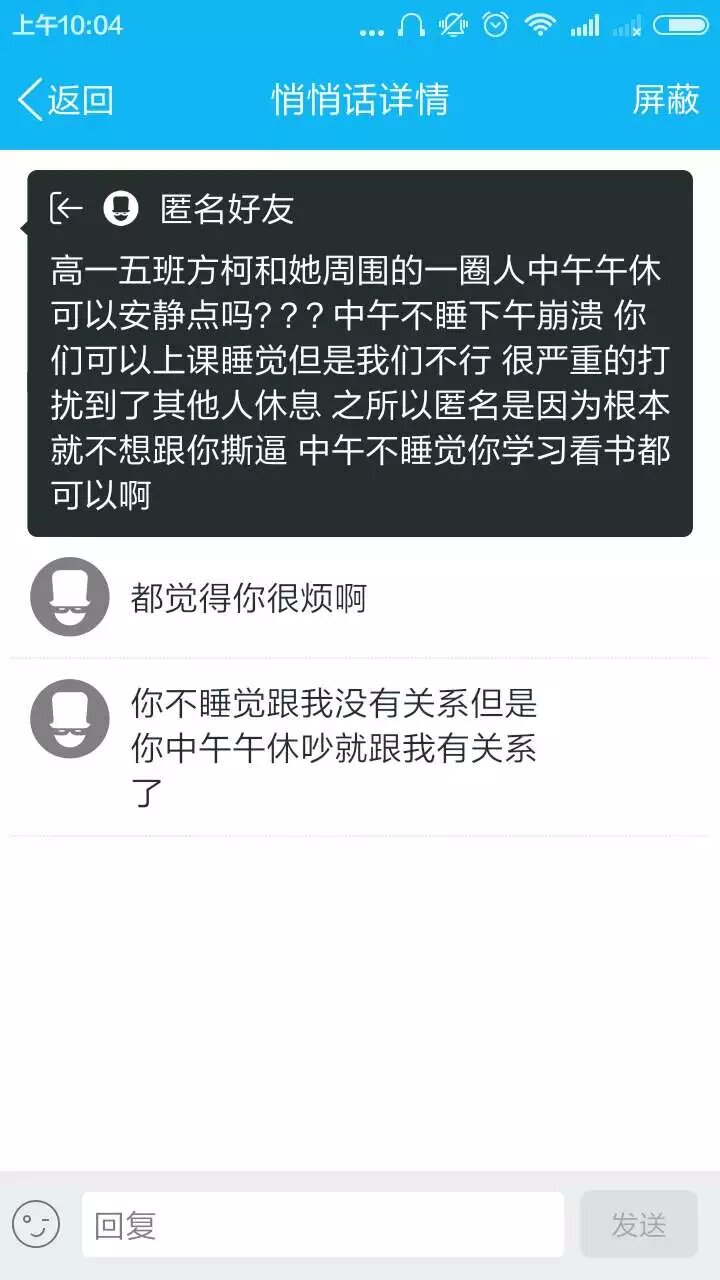 上午10:04
返回
悄悄话详情
屏蔽
匿名好友
高一五班方柯和她周围的一圈人中午午休
可以安静点吗???中午不睡下午崩溃 你
们可以上课睡觉但是我们不行 很严重的打
扰到了其他人休息 之所以匿名是因为根本
就不想跟你撕逼 中午不睡觉你学习看书都
可以啊
都觉得你很烦啊
你不睡觉跟我没有关系但是
你中午午休吵就跟我有关系
了
回复
发送